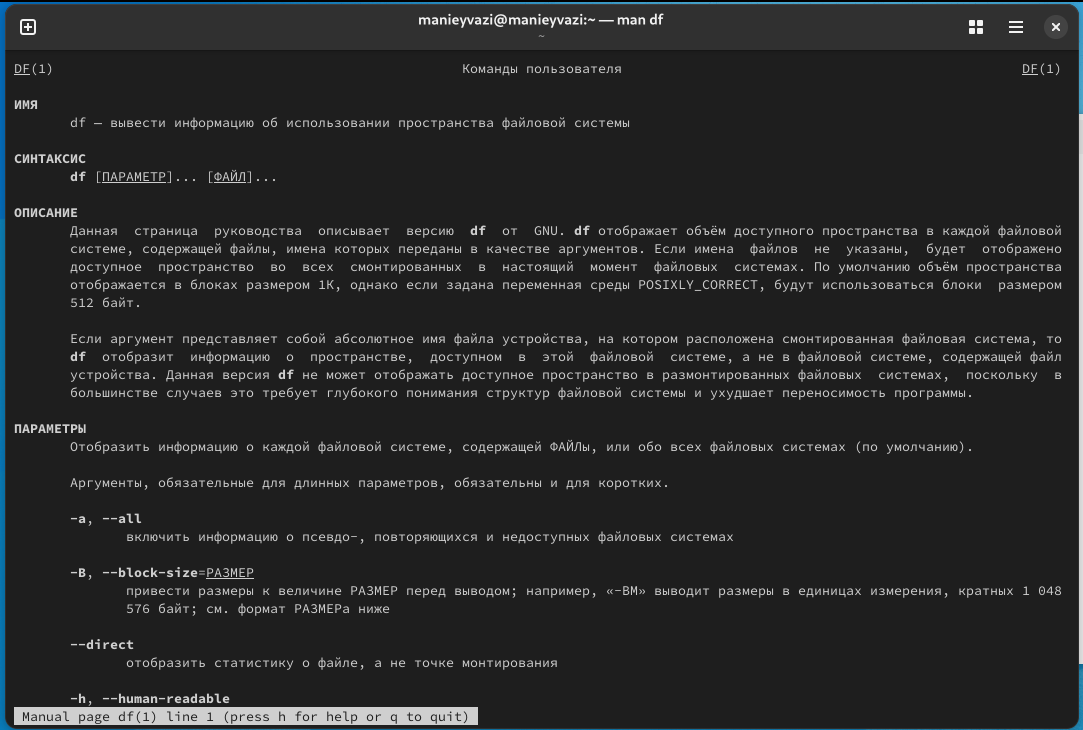 manieyvazi@manieyvazi:~ — man df
~
DF(1) Команды пользователя DF(1)
ИМЯ
df – вывести информацию об использовании пространства файловой системы
СИНТАКСИС
df [ПАРАМЕТР]... [ФАЙЛ]...
ОПИСАНИЕ
Данная страница руководства описывает версию df от GNU. df отображает объём доступного пространства в каждой файловой
системе, содержащей файлы, имена которых переданы в качестве аргументов. Если имена файлов не указаны, будет отображено
доступное пространство во всех смонтированных в настоящий момент файловых системах. По умолчанию объём пространства
отображается в блоках размером 1K, однако если задана переменная среды POSIXLY_CORRECT, будут использоваться блоки размером
512 байт.
Если аргумент представляет собой абсолютное имя файла устройства, на котором расположена смонтированная файловая система, то
df отобразит информацию о пространстве, доступном в этой файловой системе, а не в файловой системе, содержащей файл
устройства. Данная версия df не может отображать доступное пространство в размонтированных файловых системах, поскольку в
большинстве случаев это требует глубокого понимания структур файловой системы и ухудшает переносимость программы.
ПАРАМЕТРЫ
Отобразить информацию о каждой файловой системе, содержащей ФАЙЛы, или обо всех файловых системах (по умолчанию).
Аргументы, обязательные для длинных параметров, обязательны и для коротких.
-a, --all
включить информацию о псевдо-, повторяющихся и недоступных файловых системах
-B, --block-size=РАЗМЕР
привести размеры к величине РАЗМЕР перед выводом; например, «-BM» выводит размеры в единицах измерения, кратных 1 048
576 байт; см. формат РАЗМЕРа ниже
--direct
отобразить статистику о файле, а не точке монтирования
-h, --human-readable
Manual page df(1) line 1 (press h for help or q to quit)